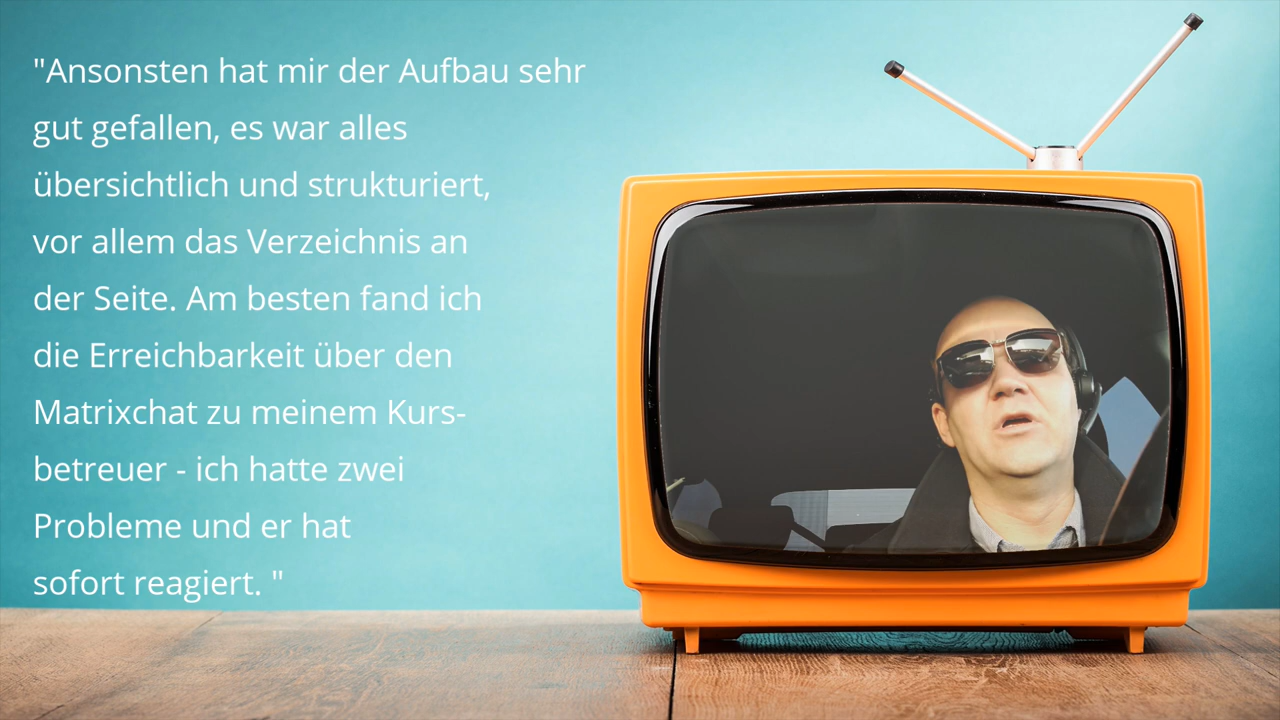 "Ansonsten hat mir der Aufbau sehr
gut gefallen, es war alles
übersichtlich und strukturiert,
vor allem das Verzeichnis an
der Seite. Am besten fand ich
die Erreichbarkeit über den
Matrixchat zu meinem Kurs-
betreuer - ich hatte zwei
Probleme und er hat
sofort reagiert. "